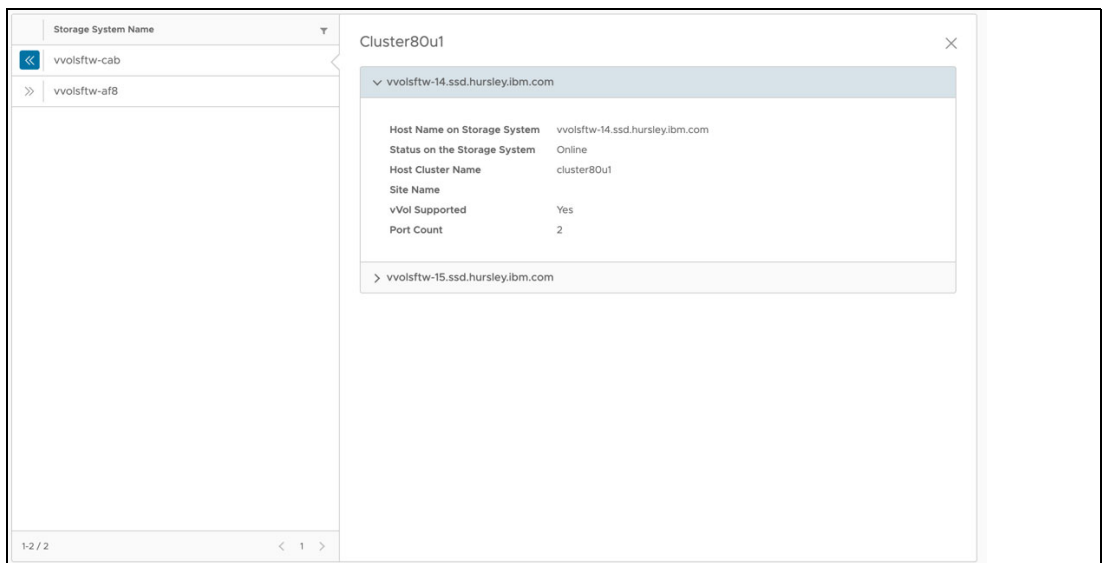 Storage System Name
vvolsftw-cab
vvolsftw-af8
1-2 / 2
1
Cluster80u1
vvolsftw-14.ssd.hursley.ibm.com
Host Name on Storage System vvolsftw-14.ssd.hursley.ibm.com
Status on the Storage System Online
Host Cluster Name cluster80u1
Site Name
vVol Supported Yes
Port Count 2
vvolsftw-15.ssd.hursley.ibm.com